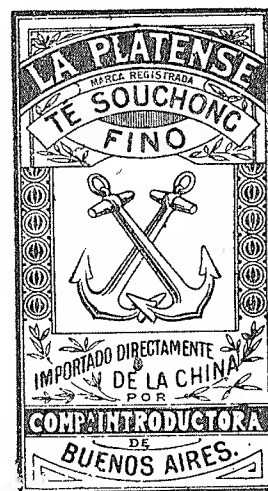 LA PLATENSE
MARCA REGISTRADA
TÉ SOUCHONG
FINO
IMPORTADO DIRECTAMENTE
DE LA CHINA
POR
COMPª INTRODUCTORA
DE
BUENOS AIRES.